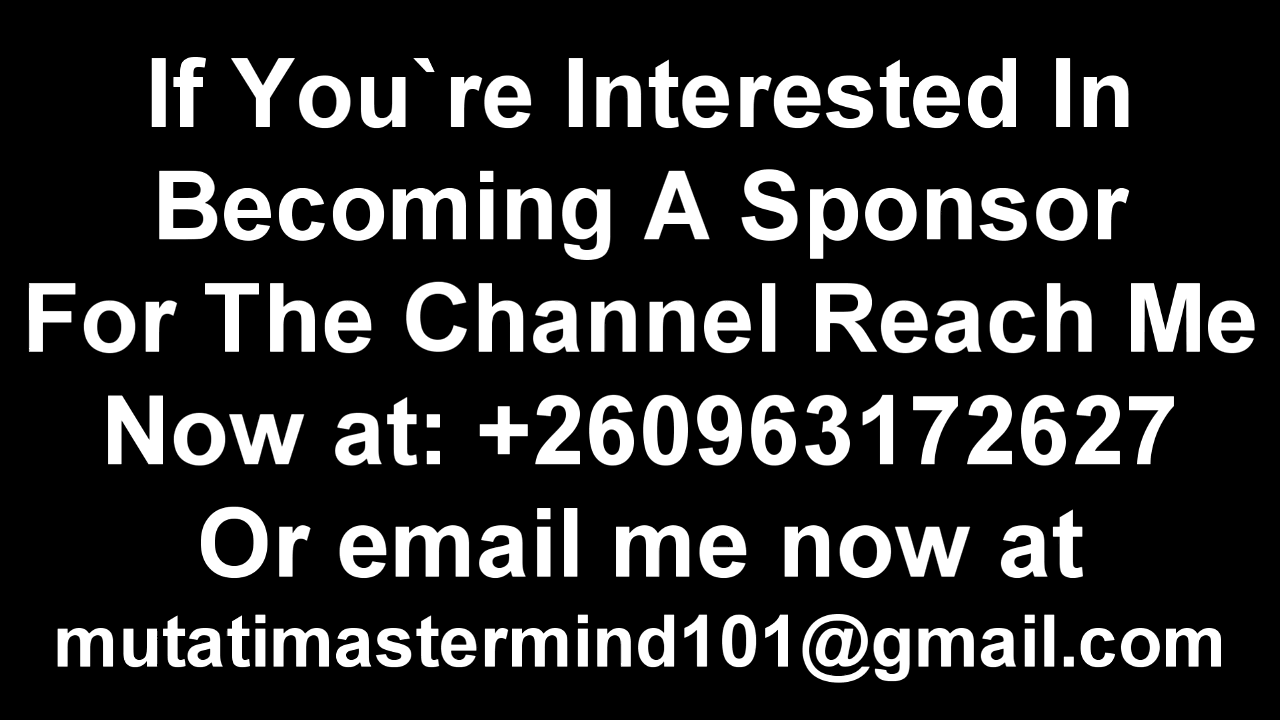 If You`re Interested In
Becoming A Sponsor
For The Channel Reach Me
Now at: +260963172627
Or email me now at
mutatimastermind101@gmail.com